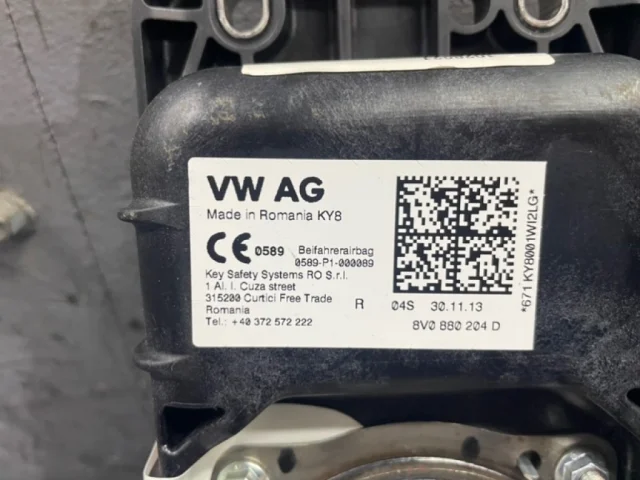 VW AG
Made in Romania KY8
CE 0589 Beifahrerairbag
0589-P1-000089
Key Safety Systems RO S.r.l.
1 Al. I. Cuza street
315200 Curtici Free Trade
Romania
Tel.: +40 372 572 222
R 04S 30.11.13
8V0 880 204 D
*671 KY8001WI2LG*